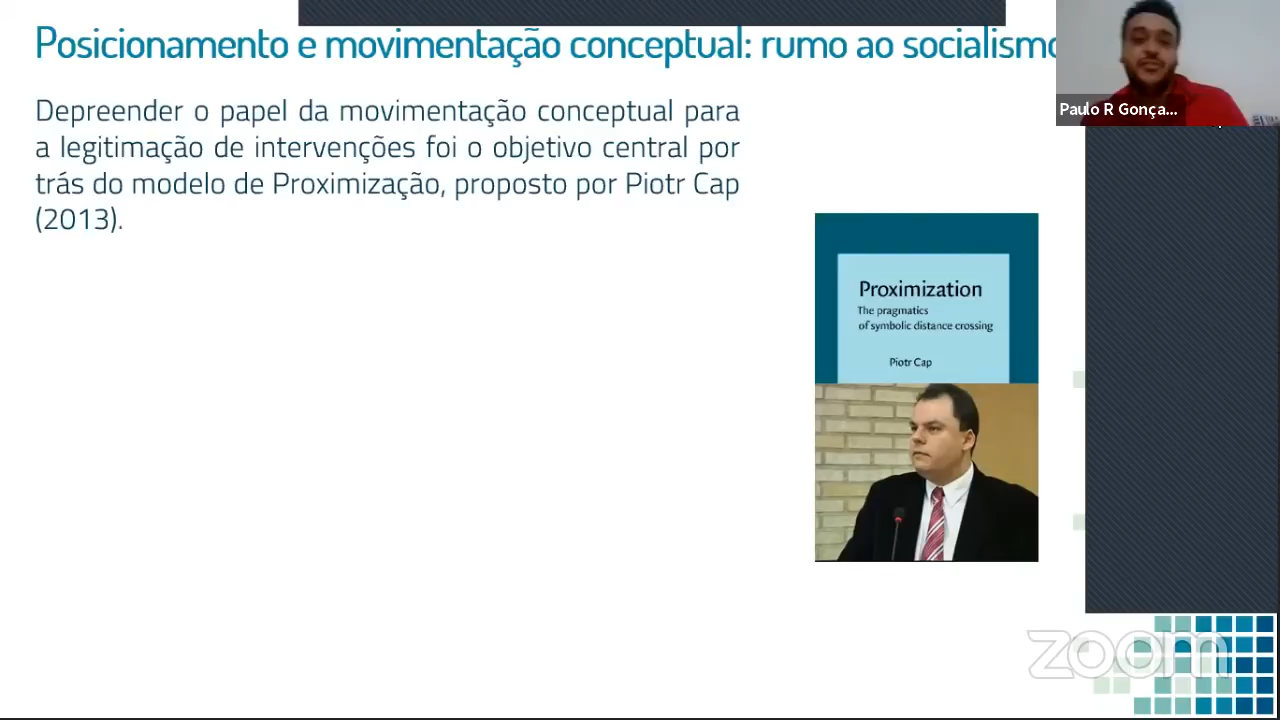 Posicionamento e movimentação conceptual: rumo ao socialismo
Paulo R Gonça...
Depreender o papel da movimentação conceptual para
a legitimação de intervenções foi o objetivo central por
trás do modelo de Proximização, proposto por Piotr Cap
(2013).
Proximization
The pragmatics
of symbolic distance crossing
Piotr Cap
zoom